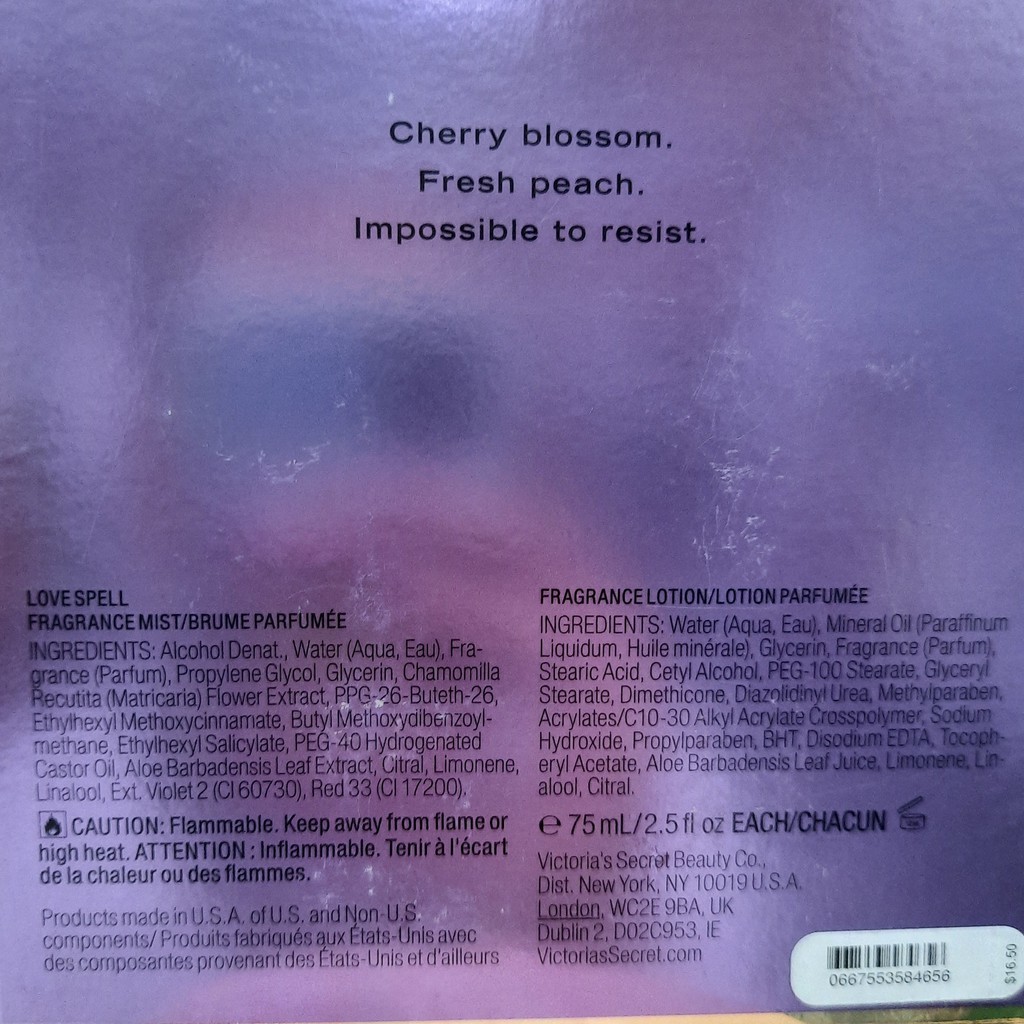 Cherry blossom.
Fresh peach.
Impossible to resist.
LOVE SPELL
FRAGRANCE MIST/BRUME PARFUMÉE
INGREDIENTS: Alcohol Denat., Water (Aqua, Eau), Fra-
grance (Parfum), Propylene Glycol, Glycerin, Chamomilla
Recutita (Matricaria) Flower Extract, PPG-26-Buteth-26,
Ethylhexyl Methoxycinnamate, Butyl Methoxydibenzoyl-
methane, Ethylhexyl Salicylate, PEG-40 Hydrogenated
Castor Oil, Aloe Barbadensis Leaf Extract, Citral, Limonene,
Linalool, Ext. Violet 2 (CI 60730), Red 33 (CI 17200).
CAUTION: Flammable. Keep away from flame or
high heat. ATTENTION : Inflammable. Tenir à l'écart
de la chaleur ou des flammes.
Products made in U.S.A. of U.S. and Non-U.S.
components/ Produits fabriqués aux États-Unis avec
des composantes provenant des États-Unis et d'ailleurs
FRAGRANCE LOTION/LOTION PARFUMÉE
INGREDIENTS: Water (Aqua, Eau), Mineral Oil (Paraffinum
Liquidum, Huile minérale), Glycerin, Fragrance (Parfum),
Stearic Acid, Cetyl Alcohol, PEG-100 Stearate, Glyceryl
Stearate, Dimethicone, Diazolidinyl Urea, Methylparaben,
Acrylates/C10-30 Alkyl Acrylate Crosspolymer, Sodium
Hydroxide, Propylparaben, BHT, Disodium EDTA, Tocoph-
eryl Acetate, Aloe Barbadensis Leaf Juice, Limonene, Lin-
alool, Citral.
℮ 75 mL/2.5 fl oz EACH/CHACUN
Victoria's Secret Beauty Co.,
Dist. New York, NY 10019 U.S.A.
London, WC2E 9BA, UK
Dublin 2, D02C953, IE
VictoriasSecret.com
0667553584656
$16.50